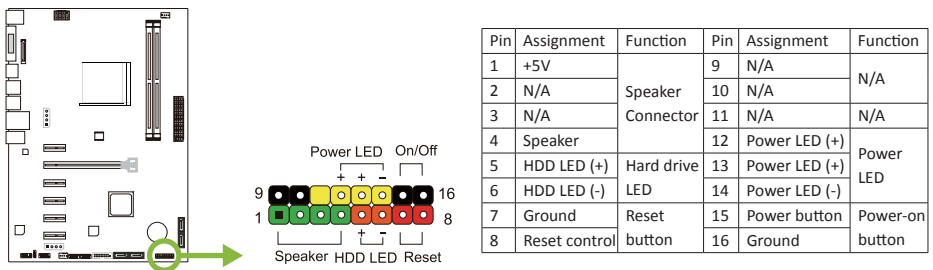 Power LED On/Off
+ + -
9 16
1 8
+ -
Speaker HDD LED Reset
Pin Assignment Function Pin Assignment Function
1 +5V Speaker Connector 9 N/A N/A
2 N/A 10 N/A
3 N/A 11 N/A N/A
4 Speaker 12 Power LED (+) Power LED
5 HDD LED (+) Hard drive LED 13 Power LED (+)
6 HDD LED (-) 14 Power LED (-)
7 Ground Reset button 15 Power button Power-on button
8 Reset control 16 Ground